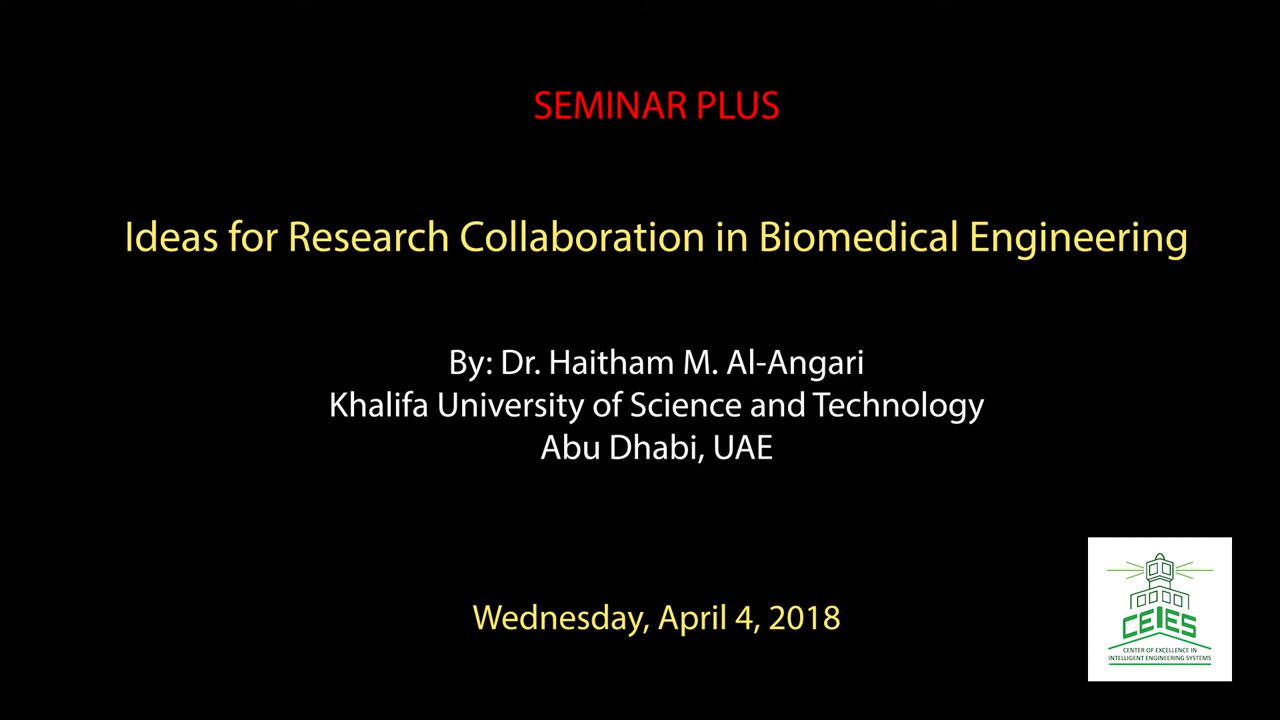 SEMINAR PLUS
Ideas for Research Collaboration in Biomedical Engineering
By: Dr. Haitham M. Al-Angari
Khalifa University of Science and Technology
Abu Dhabi, UAE
Wednesday, April 4, 2018
CEIES
CENTER OF EXCELLENCE IN
INTELLIGENT ENGINEERING SYSTEMS